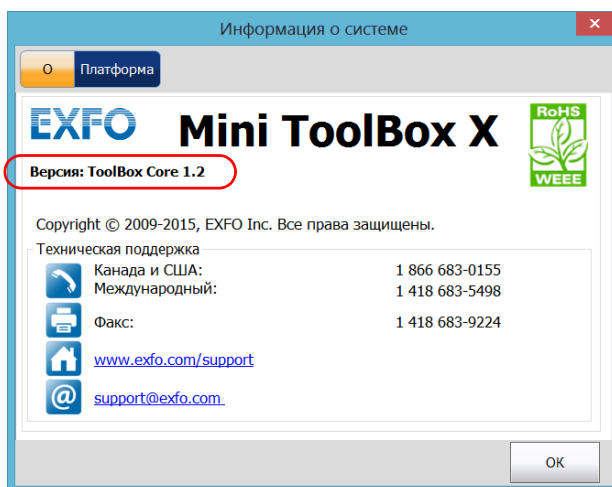 Информация о системе
О Платформа
EXFO Mini ToolBox X
RoHS
WEEE
Версия: ToolBox Core 1.2
Copyright © 2009-2015, EXFO Inc. Все права защищены.
Техническая поддержка
Канада и США: 1 866 683-0155
Международный: 1 418 683-5498
Факс: 1 418 683-9224
www.exfo.com/support
@ support@exfo.com
ОК